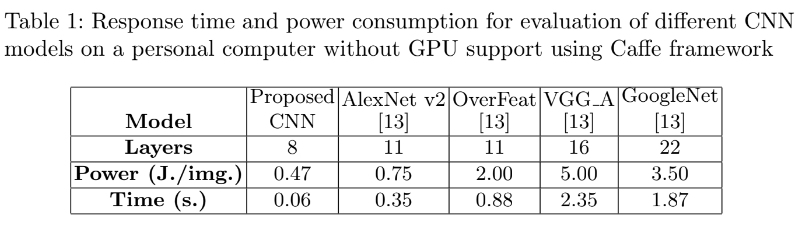 Table 1: Response time and power consumption for evaluation of different CNN
models on a personal computer without GPU support using Caffe framework
Model Proposed CNN AlexNet v2 [13] OverFeat [13] VGG_A [13] GoogleNet [13]
Layers 8 11 11 16 22
Power (J./img.) 0.47 0.75 2.00 5.00 3.50
Time (s.) 0.06 0.35 0.88 2.35 1.87